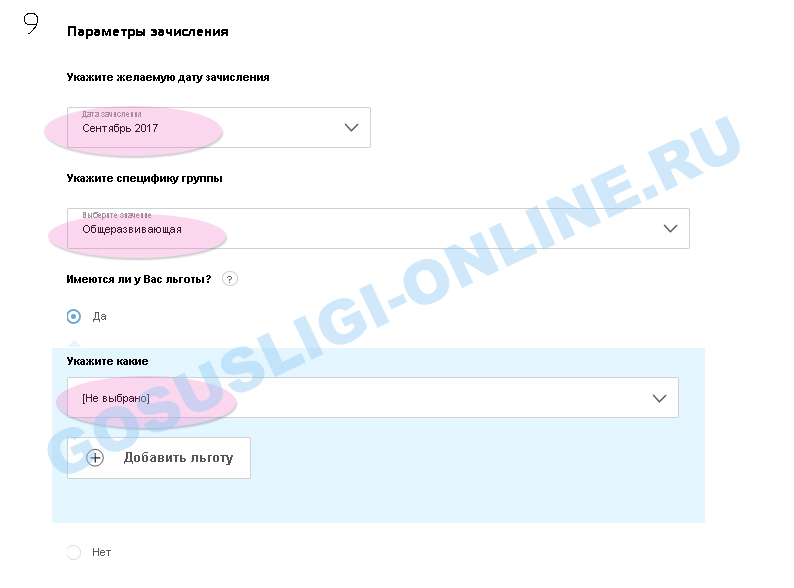 9
Параметры зачисления
Укажите желаемую дату зачисления
Дата зачисления
Сентябрь 2017
Укажите специфику группы
Выберите значение
Общеразвивающая
Имеются ли у Вас льготы? ?
Да
Укажите какие
[Не выбрано]
Добавить льготу
Нет
GOSUSLIGI-ONLINE.RU